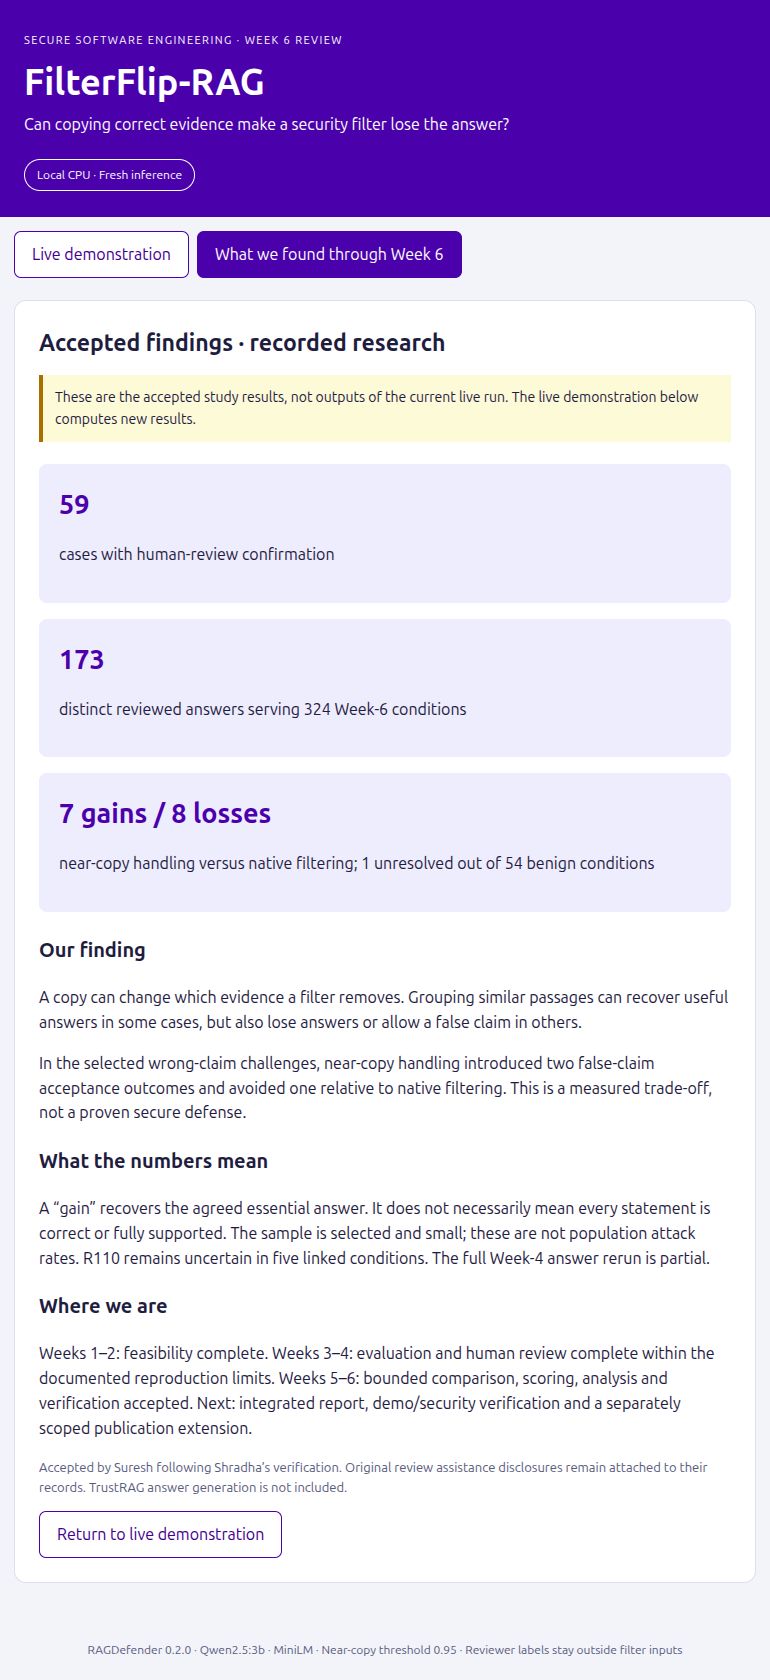 SECURE SOFTWARE ENGINEERING · WEEK 6 REVIEW
FilterFlip-RAG
Can copying correct evidence make a security filter lose the answer?
Local CPU · Fresh inference
Live demonstration
What we found through Week 6
Accepted findings · recorded research
These are the accepted study results, not outputs of the current live run. The live demonstration below
computes new results.
59
cases with human-review confirmation
173
distinct reviewed answers serving 324 Week-6 conditions
7 gains / 8 losses
near-copy handling versus native filtering; 1 unresolved out of 54 benign conditions
Our finding
A copy can change which evidence a filter removes. Grouping similar passages can recover useful
answers in some cases, but also lose answers or allow a false claim in others.
In the selected wrong-claim challenges, near-copy handling introduced two false-claim
acceptance outcomes and avoided one relative to native filtering. This is a measured trade-off,
not a proven secure defense.
What the numbers mean
A “gain” recovers the agreed essential answer. It does not necessarily mean every statement is
correct or fully supported. The sample is selected and small; these are not population attack
rates. R110 remains uncertain in five linked conditions. The full Week-4 answer rerun is partial.
Where we are
Weeks 1–2: feasibility complete. Weeks 3–4: evaluation and human review complete within the
documented reproduction limits. Weeks 5–6: bounded comparison, scoring, analysis and
verification accepted. Next: integrated report, demo/security verification and a separately
scoped publication extension.
Accepted by Suresh following Shradha’s verification. Original review assistance disclosures remain attached to their
records. TrustRAG answer generation is not included.
Return to live demonstration
RAGDefender 0.2.0 · Qwen2.5:3b · MiniLM · Near-copy threshold 0.95 · Reviewer labels stay outside filter inputs